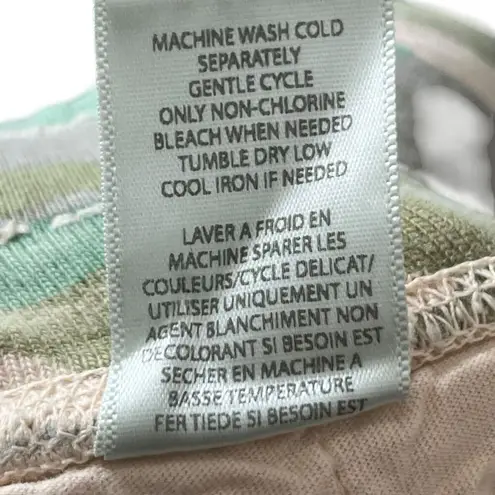 MACHINE WASH COLD
SEPARATELY
GENTLE CYCLE
ONLY NON-CHLORINE
BLEACH WHEN NEEDED
TUMBLE DRY LOW
COOL IRON IF NEEDED
LAVER A FROID EN
MACHINE SPARER LES
COULEURS/CYCLE DELICAT/
UTILISER UNIQUEMENT UN
AGENT BLANCHIMENT NON
DECOLORANT SI BESOIN EST
SECHER EN MACHINE A
BASSE TEMPERATURE
FER TIEDE SI BESOIN EST